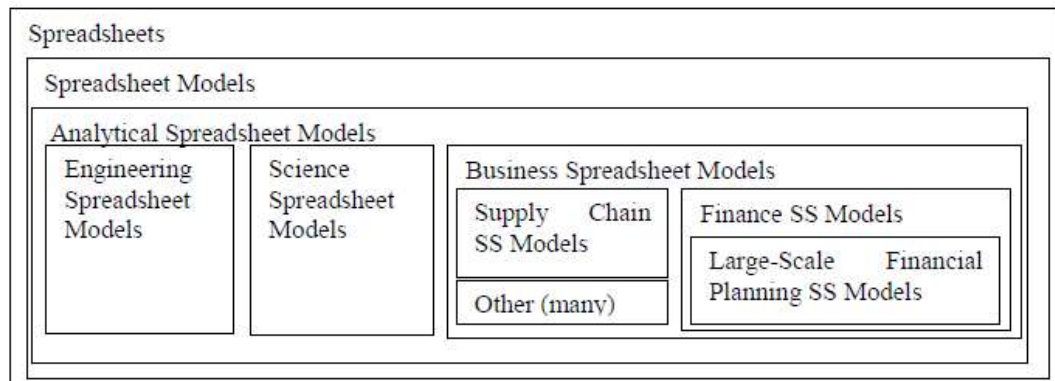 Spreadsheets
Spreadsheet Models
Analytical Spreadsheet Models
Engineering
Spreadsheet
Models
Science
Spreadsheet
Models
Business Spreadsheet Models
Supply Chain
SS Models
Other (many)
Finance SS Models
Large-Scale Financial
Planning SS Models